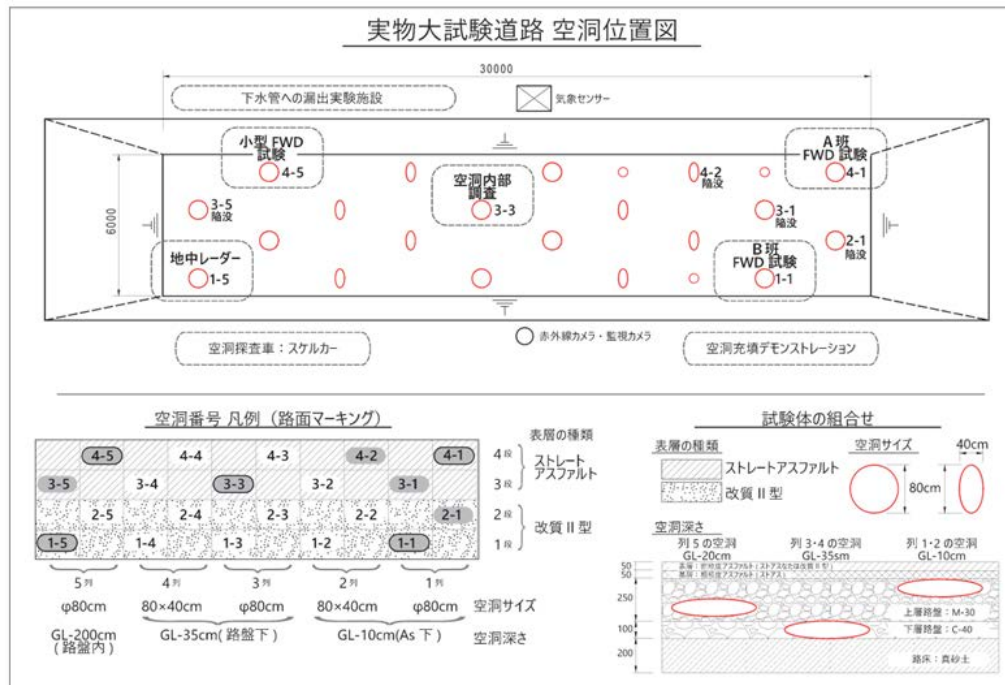 実物大試験道路 空洞位置図
30000
下水管への漏出実験施設
気象センサー
小型 FWD
試験
4-5
A 班
FWD 試験
4-1
空洞内部
調査
3-3
4-2
陥没
3-5
陥没
3-1
陥没
6000
2-1
陥没
地中レーダー
1-5
B 班
FWD 試験
1-1
空洞探査車：スケルカー
赤外線カメラ・監視カメラ
空洞充填デモンストレーション
空洞番号 凡例（路面マーキング）
表層の種類
4-5 4-4 4-3 4-2 4-1
4 段
ストレート
アスファルト
3-5 3-4 3-3 3-2 3-1
3 段
2-5 2-4 2-3 2-2 2-1
2 段
改質 II 型
1-5 1-4 1-3 1-2 1-1
1 段
5 列 4 列 3 列 2 列 1 列
φ80cm 80×40cm φ80cm 80×40cm φ80cm 空洞サイズ
GL-200cm
(路盤内)
GL-35cm(路盤下)
GL-10cm(As 下)
空洞深さ
試験体の組合せ
表層の種類
ストレートアスファルト
改質 II 型
空洞サイズ
40cm
80cm
空洞深さ
列 5 の空洞
GL-20cm
列 3・4 の空洞
GL-35sm
列 1・2 の空洞
GL-10cm
50
50
250
上層路盤：M-30
100
下層路盤：C-40
200
路床：真砂土